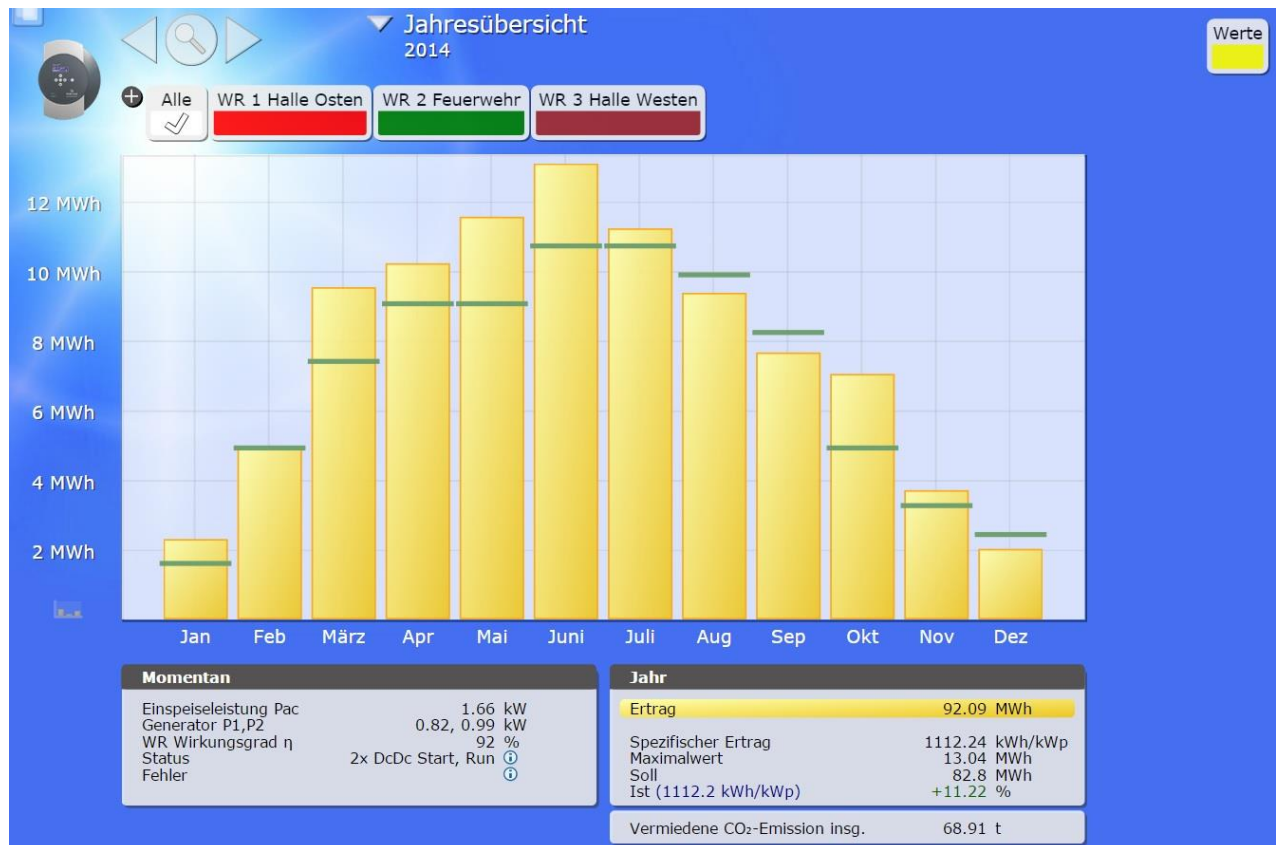 Jahresübersicht
2014
Werte
Alle
WR 1 Halle Osten
WR 2 Feuerwehr
WR 3 Halle Westen
12 MWh
10 MWh
8 MWh
6 MWh
4 MWh
2 MWh
Jan Feb März Apr Mai Juni Juli Aug Sep Okt Nov Dez
Momentan
Einspeiseleistung Pac 1.66 kW
Generator P1,P2 0.82, 0.99 kW
WR Wirkungsgrad η 92 %
Status 2x DcDc Start, Run
Fehler
Jahr
Ertrag 92.09 MWh
Spezifischer Ertrag 1112.24 kWh/kWp
Maximalwert 13.04 MWh
Soll 82.8 MWh
Ist (1112.2 kWh/kWp) +11.22 %
Vermiedene CO₂-Emission insg. 68.91 t